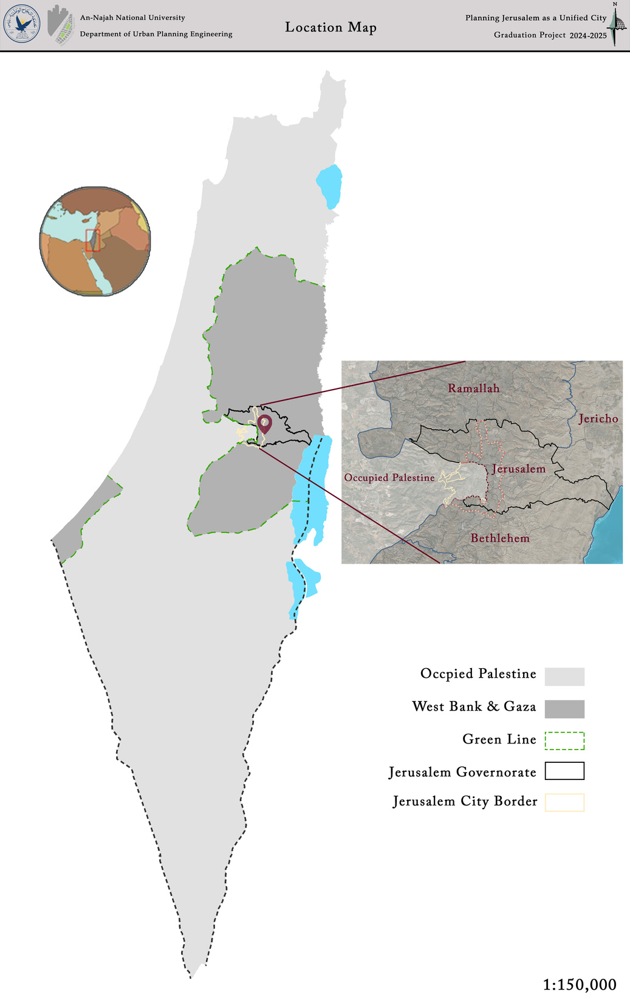 An-Najah National University
Department of Urban Planning Engineering
Location Map
Planning Jerusalem as a Unified City
Graduation Project 2024-2025
N
Ramallah
Jericho
Jerusalem
Occupied Palestine
Bethlehem
Occpied Palestine
West Bank & Gaza
Green Line
Jerusalem Governorate
Jerusalem City Border
1:150,000